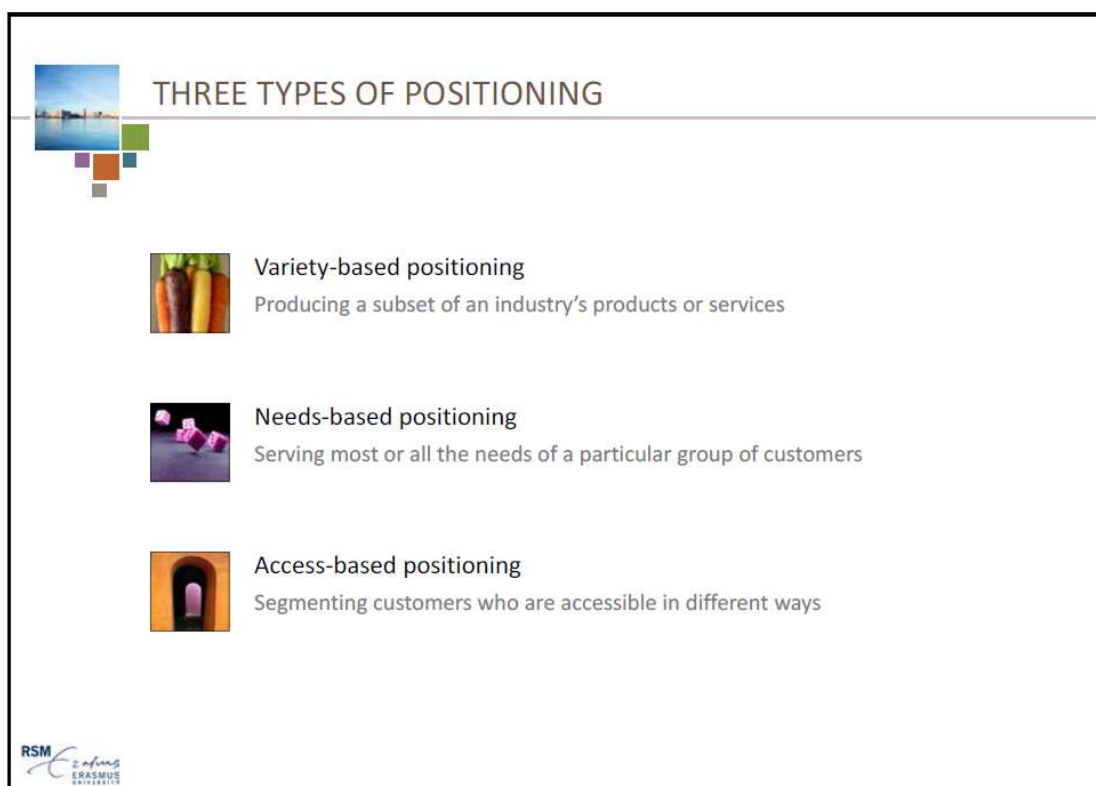 THREE TYPES OF POSITIONING
Variety-based positioning
Producing a subset of an industry’s products or services
Needs-based positioning
Serving most or all the needs of a particular group of customers
Access-based positioning
Segmenting customers who are accessible in different ways
RSM
ERASMUS
UNIVERSITY